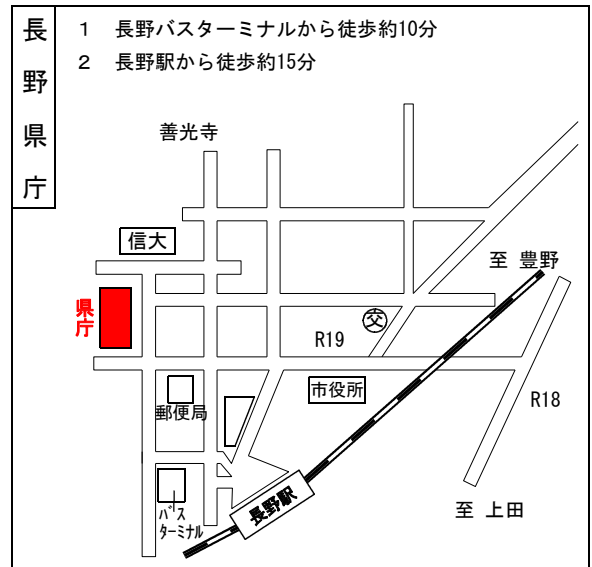 長野県庁
1 長野バスターミナルから徒歩約10分
2 長野駅から徒歩約15分
善光寺
信大
至 豊野
県庁
交
R19
市役所
郵便局
R18
バスターミナル
長野駅
至 上田